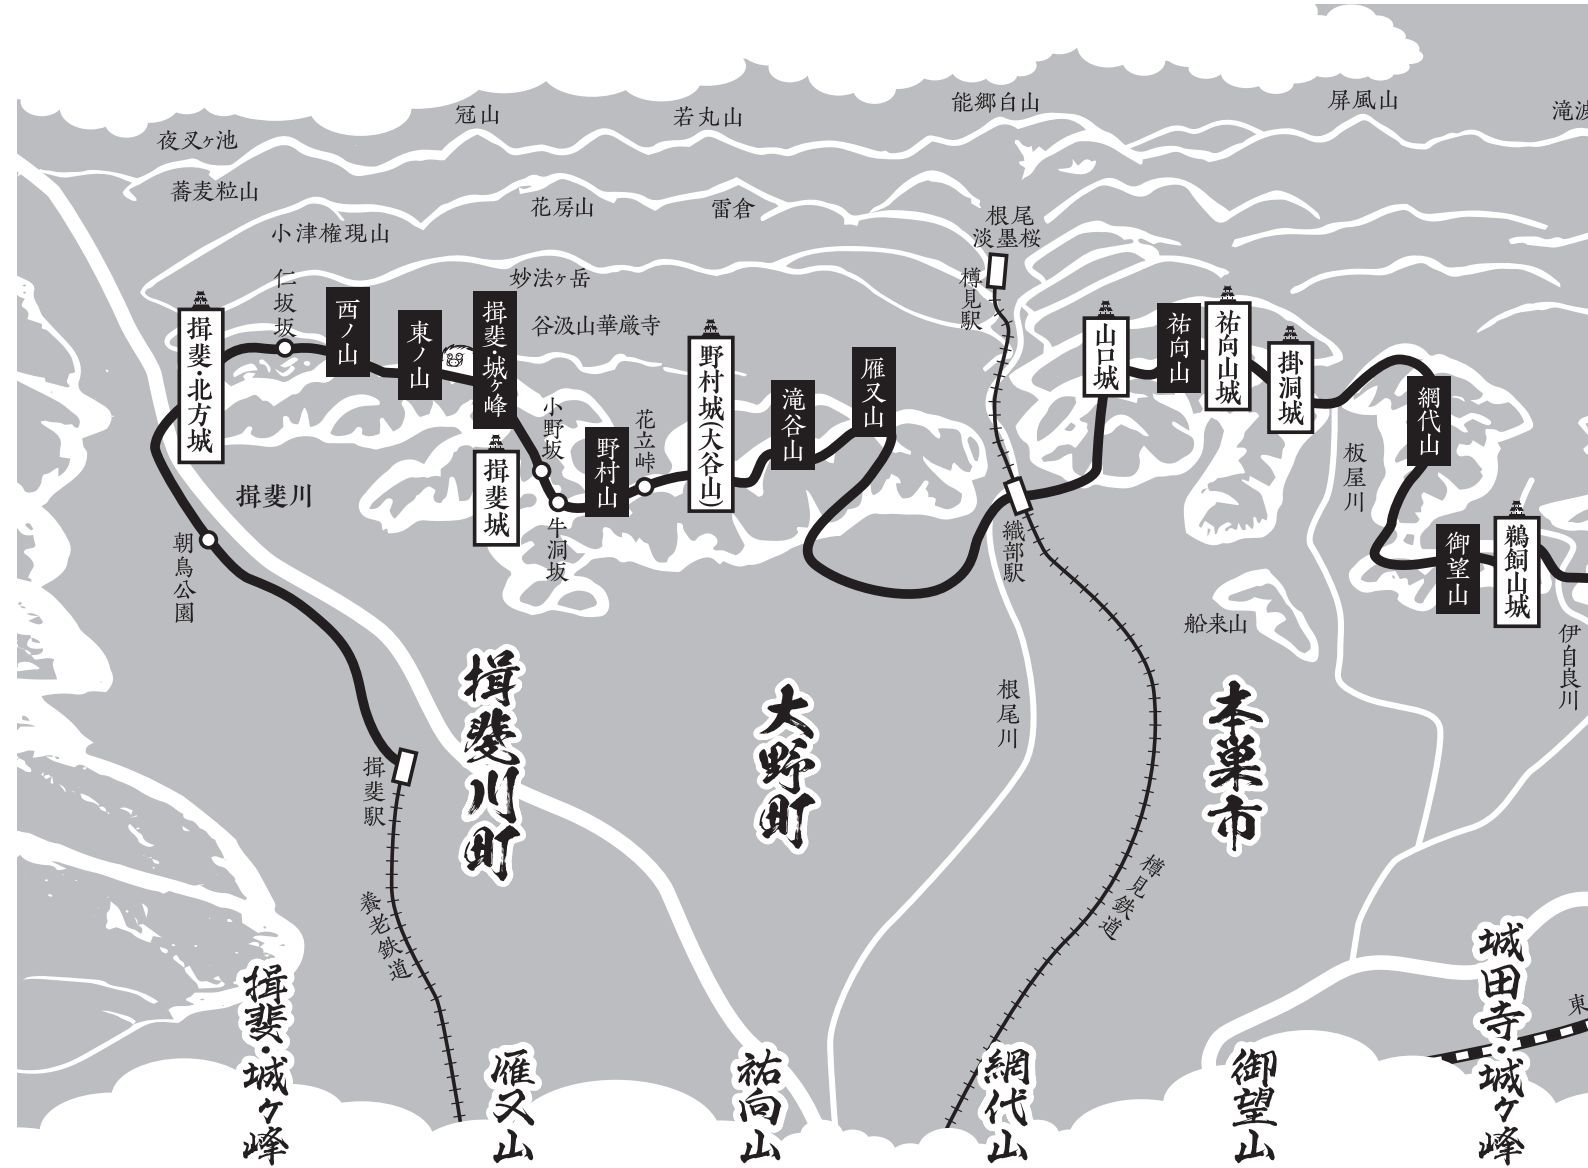 夜叉ヶ池
冠山
若丸山
能郷白山
屏風山
滝波
蕎麦粒山
花房山
雷倉
根尾
淡墨桜
小津権現山
妙法ヶ岳
谷汲山華厳寺
樽見駅
仁坂坂
揖斐・北方城
西ノ山
東ノ山
揖斐・城ヶ峰
揖斐城
小野坂
牛洞坂
野村山
花立峠
野村城(大谷山)
滝谷山
雁又山
山口城
祐向山
祐向山城
掛洞城
網代山
板屋川
御望山
鵜飼山城
伊自良川
揖斐川
朝鳥公園
織部駅
船来山
根尾川
揖斐川町
大野町
本巣市
揖斐駅
養老鉄道
樽見鉄道
東
揖斐・城ヶ峰
雁又山
祐向山
網代山
御望山
城田寺・城ヶ峰